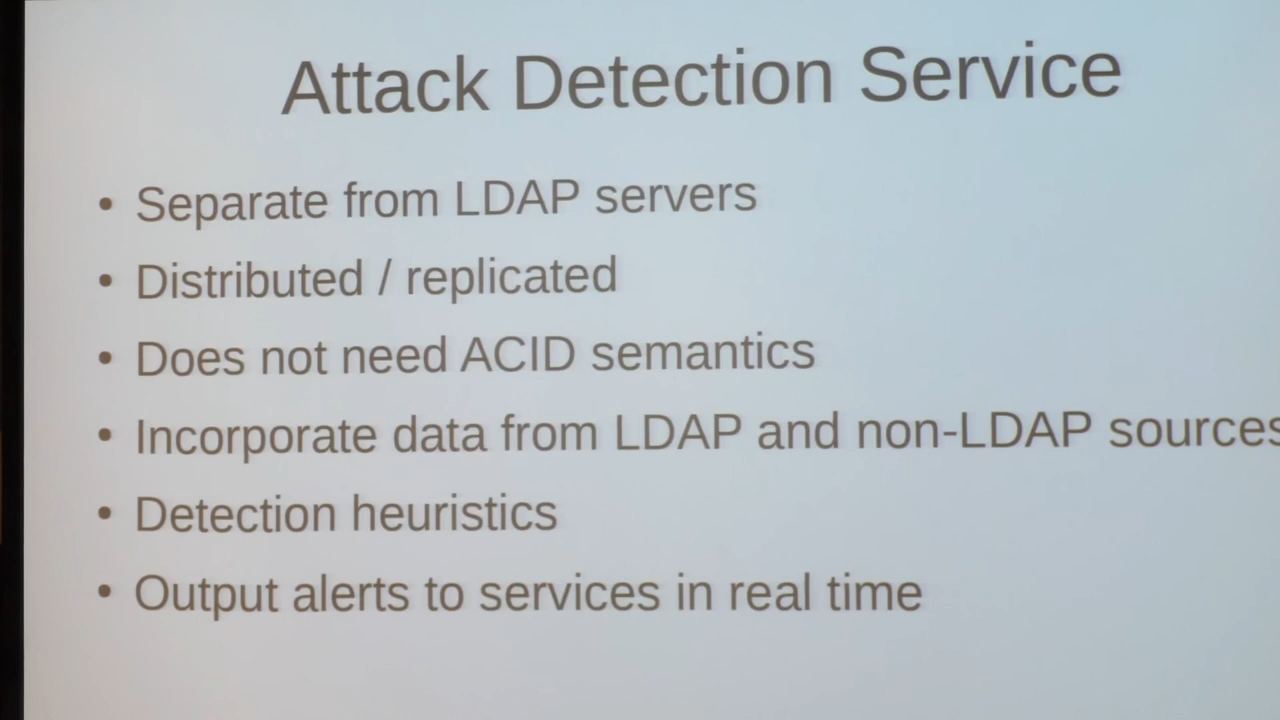 Attack Detection Service
• Separate from LDAP servers
• Distributed / replicated
• Does not need ACID semantics
• Incorporate data from LDAP and non-LDAP sources
• Detection heuristics
• Output alerts to services in real time